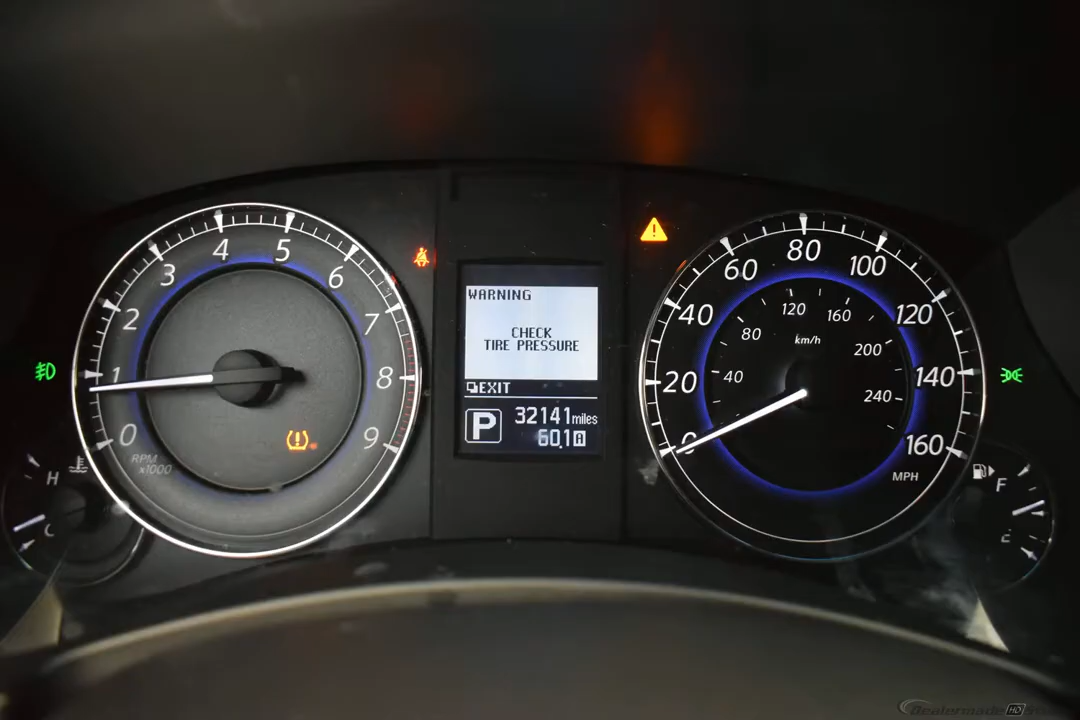 0
1
2
3
4
5
6
7
8
9
RPM
x1000
H
C
WARNING
CHECK
TIRE PRESSURE
EXIT
P
32141 miles
60.1 A
0
20
40
60
80
100
120
140
160
MPH
40
80
120
160
200
240
km/h
F
E
Dealermade HD